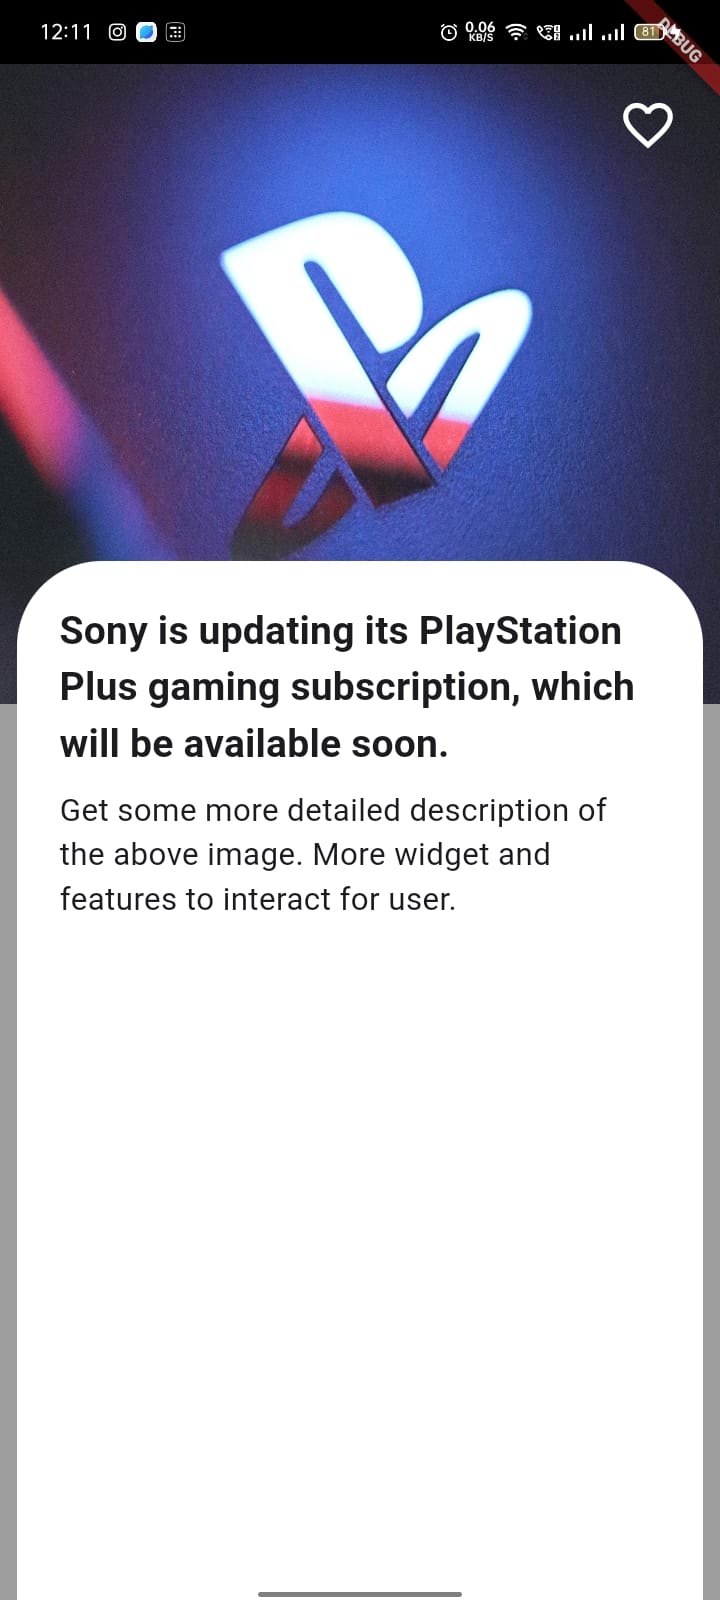 12:11
0.06
KB/S
81
DEBUG
Sony is updating its PlayStation
Plus gaming subscription, which
will be available soon.
Get some more detailed description of
the above image. More widget and
features to interact for user.